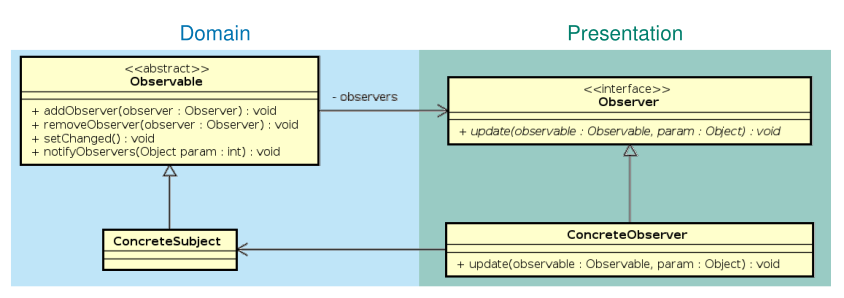 Domain
Presentation
<<abstract>>
Observable
+ addObserver(observer : Observer) : void
+ removeObserver(observer : Observer) : void
+ setChanged() : void
+ notifyObservers(Object param : int) : void
- observers
<<interface>>
Observer
+ update(observable : Observable, param : Object) : void
ConcreteSubject
ConcreteObserver
+ update(observable : Observable, param : Object) : void